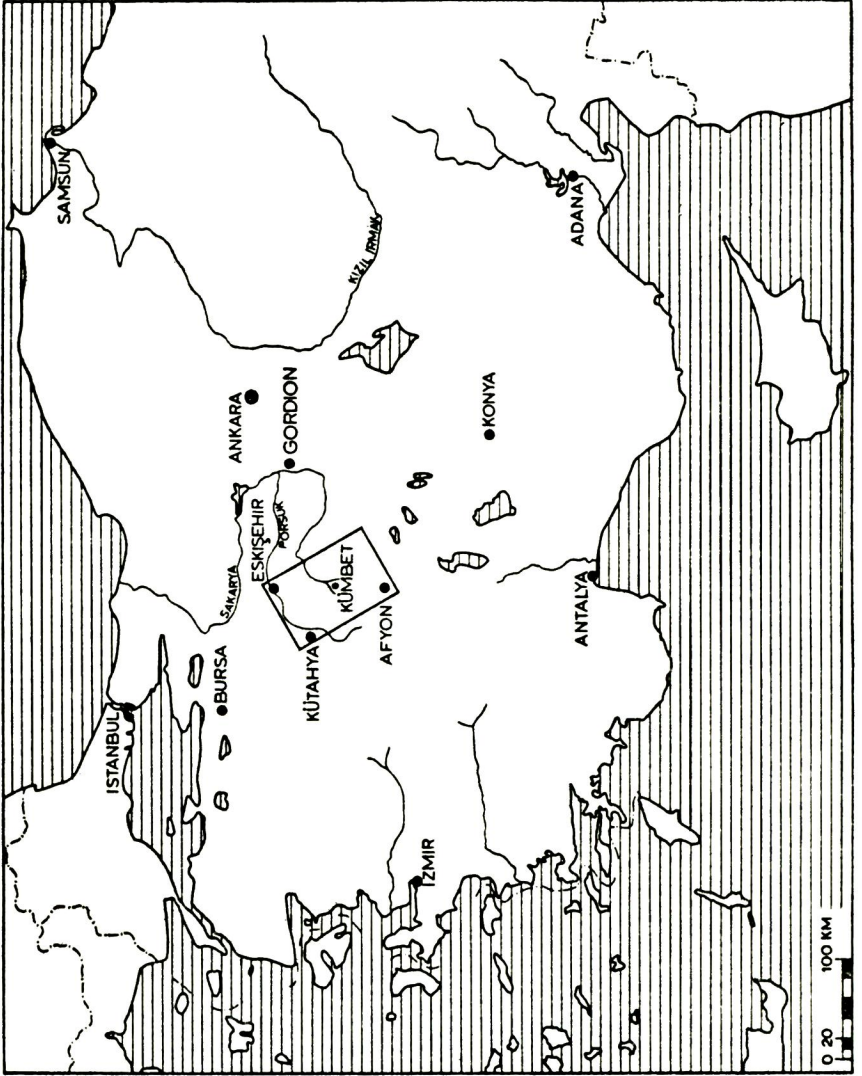 SAMSUN
ISTANBUL
BURSA
SAKARYA
ESKIŞEHIR
PORSUK
ANKARA
GORDION
KIZIL IRMAK
KÜTAHYA
KÜMBET
AFYON
KONYA
IZMIR
ANTALYA
ADANA
0 20 100 KM